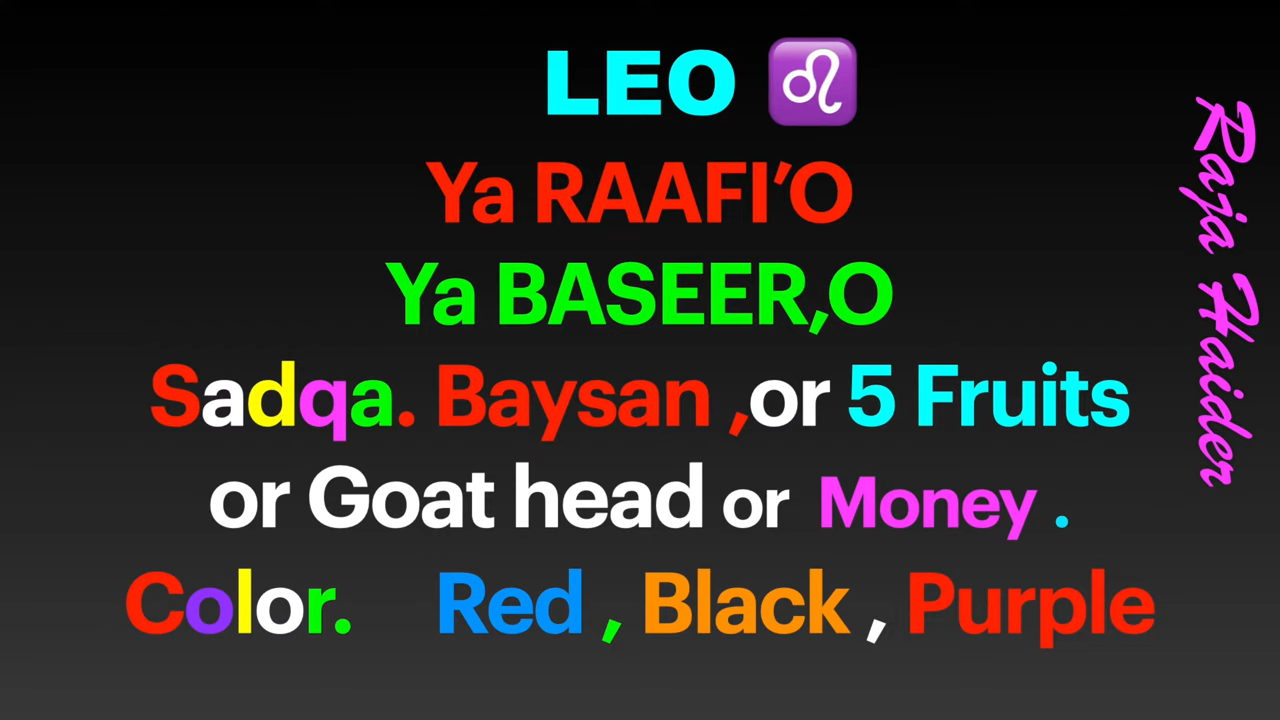 LEO ♌
Ya RAAFI’O
Ya BASEER,O
Sadqa. Baysan ,or 5 Fruits
or Goat head or Money .
Color. Red , Black , Purple
Raja Haider